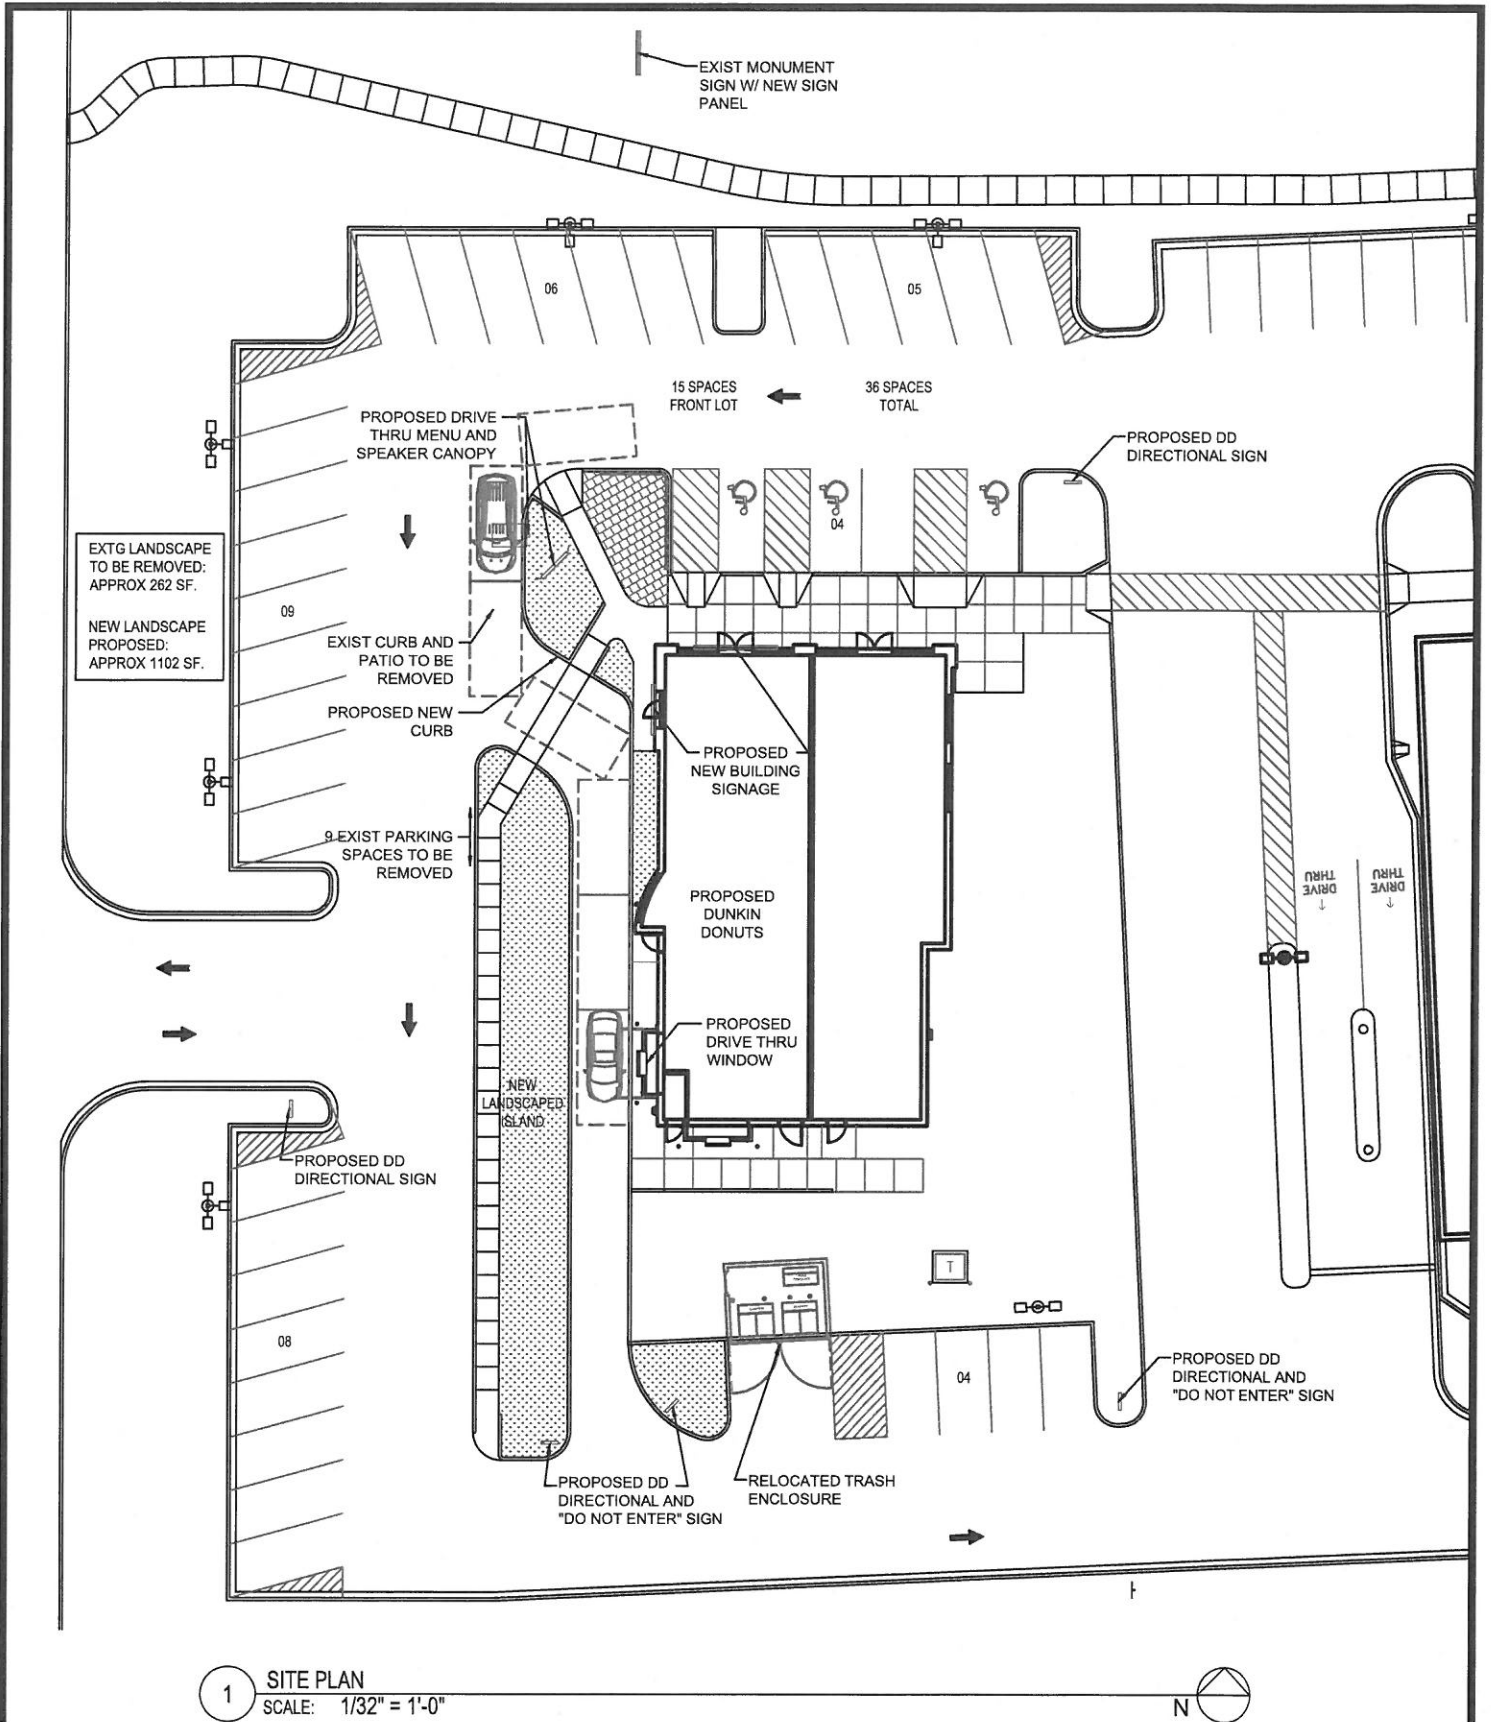 EXIST MONUMENT
SIGN W/ NEW SIGN
PANEL
06
05
15 SPACES
FRONT LOT
36 SPACES
TOTAL
PROPOSED DRIVE
THRU MENU AND
SPEAKER CANOPY
PROPOSED DD
DIRECTIONAL SIGN
04
EXTG LANDSCAPE
TO BE REMOVED:
APPROX 262 SF.
NEW LANDSCAPE
PROPOSED:
APPROX 1102 SF.
09
EXIST CURB AND
PATIO TO BE
REMOVED
PROPOSED NEW
CURB
PROPOSED
NEW BUILDING
SIGNAGE
9 EXIST PARKING
SPACES TO BE
REMOVED
PROPOSED
DUNKIN
DONUTS
DRIVE
THRU
DRIVE
THRU
PROPOSED
DRIVE THRU
WINDOW
NEW
LANDSCAPED
ISLAND
PROPOSED DD
DIRECTIONAL SIGN
T
08
04
PROPOSED DD
DIRECTIONAL AND
"DO NOT ENTER" SIGN
PROPOSED DD
DIRECTIONAL AND
"DO NOT ENTER" SIGN
RELOCATED TRASH
ENCLOSURE
1
SITE PLAN
SCALE: 1/32" = 1'-0"
N